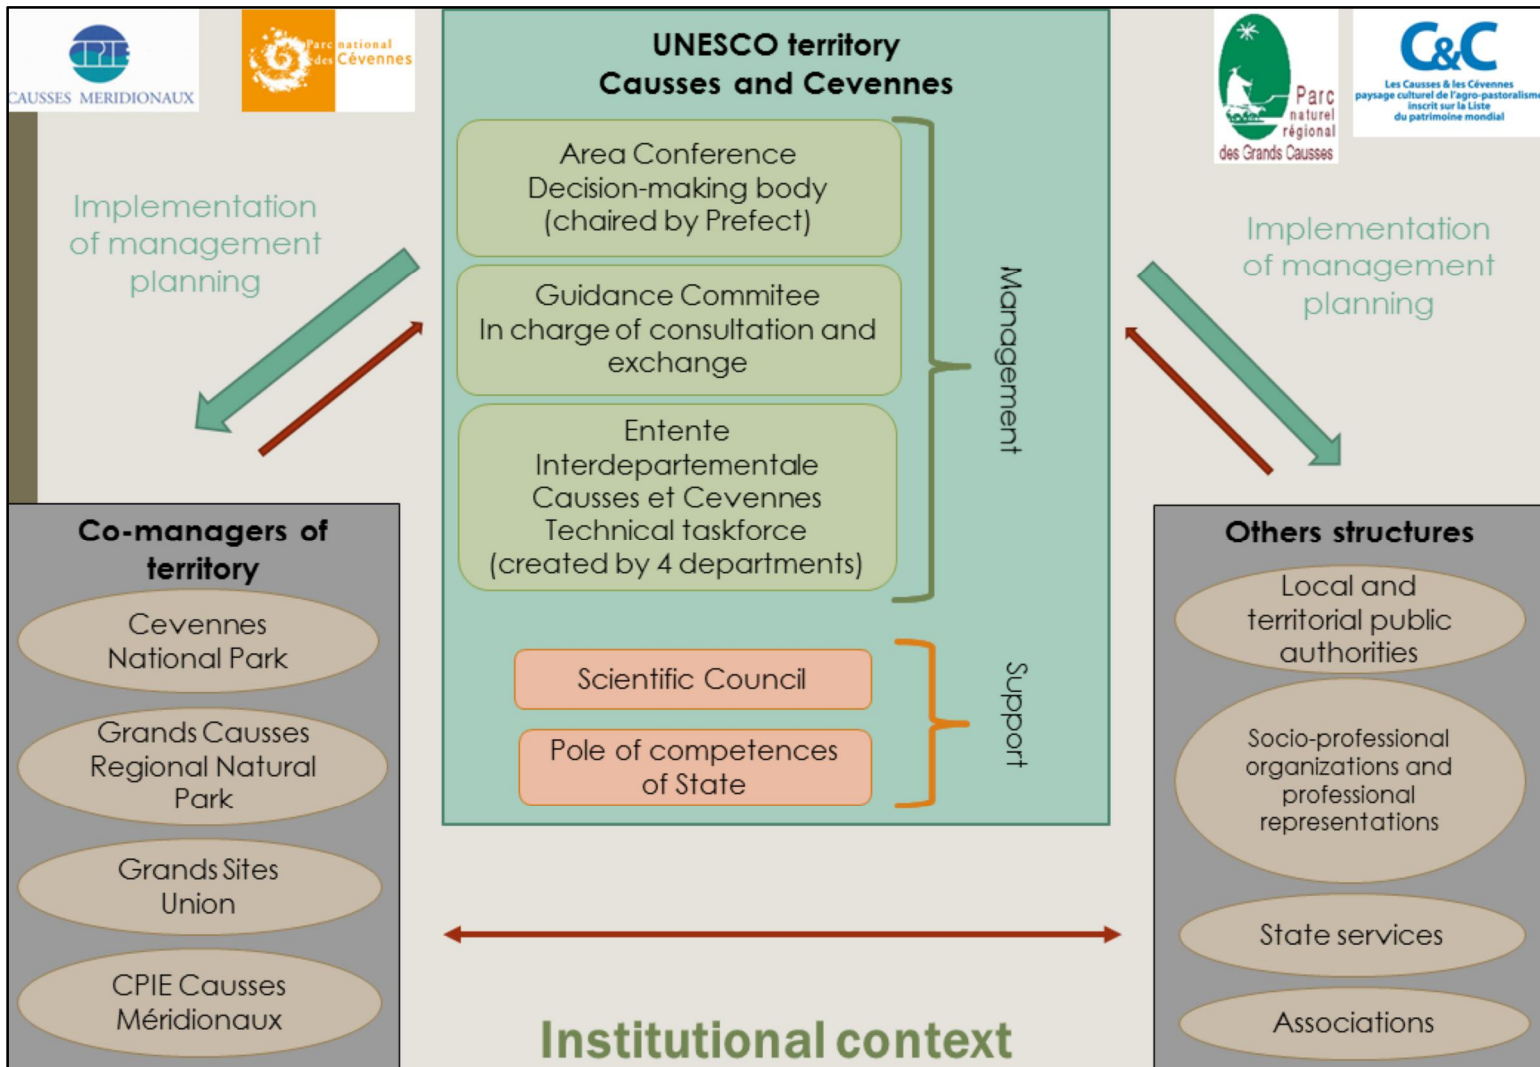 CPIE
CAUSSES MERIDIONAUX
Parc national
des Cévennes
UNESCO territory
Causses and Cevennes
Parc
naturel
régional
des Grands Causses
C&C
Les Causses & les Cévennes
paysage culturel de l'agro-pastoralisme
inscrit sur la Liste
du patrimoine mondial
Area Conference
Decision-making body
(chaired by Prefect)
Guidance Commitee
In charge of consultation and
exchange
Entente
Interdepartementale
Causses et Cevennes
Technical taskforce
(created by 4 departments)
Management
Scientific Council
Pole of competences
of State
Support
Implementation
of management
planning
Implementation
of management
planning
Co-managers of
territory
Cevennes
National Park
Grands Causses
Regional Natural
Park
Grands Sites
Union
CPIE Causses
Méridionaux
Others structures
Local and
territorial public
authorities
Socio-professional
organizations and
professional
representations
State services
Associations
Institutional context